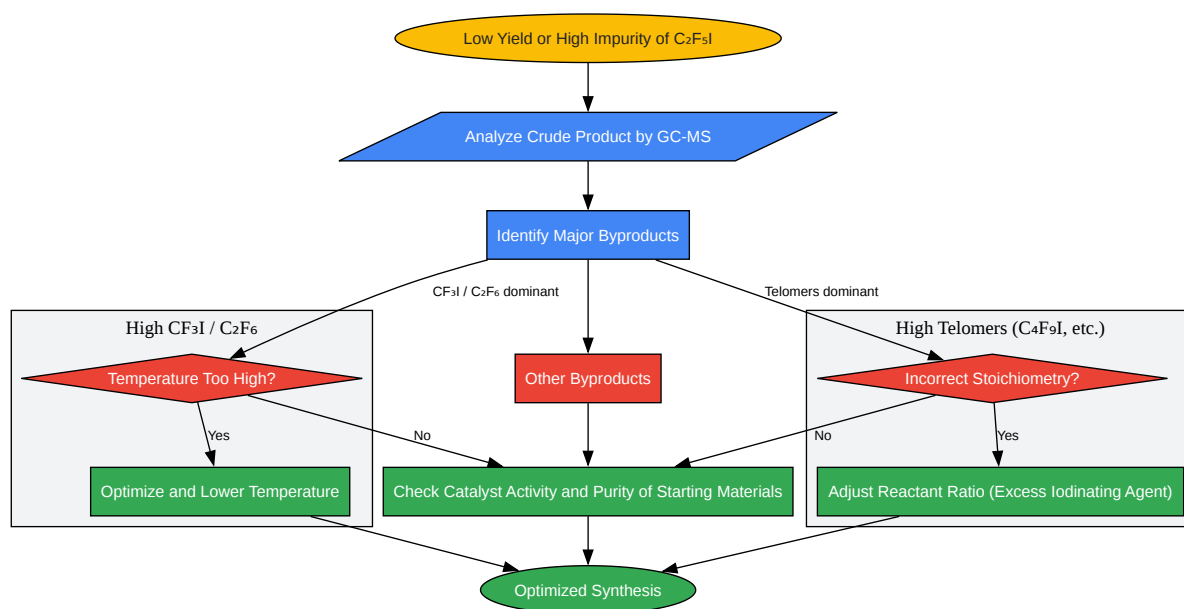 Low Yield or High Impurity of C₂F₅I
Analyze Crude Product by GC-MS
Identify Major Byproducts
CF₃I / C₂F₆ dominant
Telomers dominant
High CF₃I / C₂F₆
High Telomers (C₄F₉I, etc.)
Temperature Too High?
Other Byproducts
Incorrect Stoichiometry?
Yes
No
No
Yes
Optimize and Lower Temperature
Check Catalyst Activity and Purity of Starting Materials
Adjust Reactant Ratio (Excess Iodinating Agent)
Optimized Synthesis